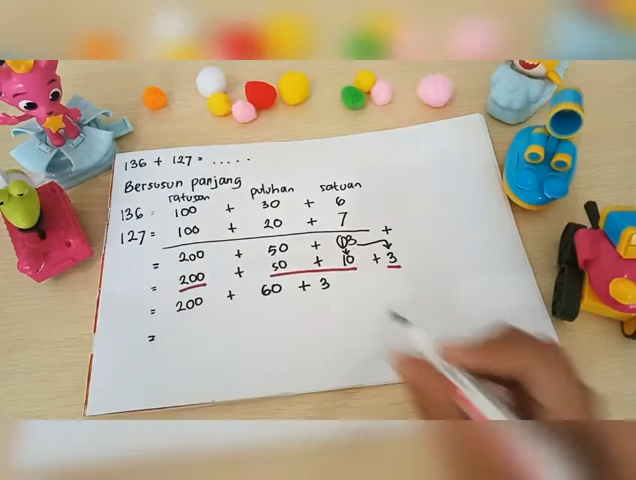 136 + 127 = .....
Bersusun panjang
ratusan puluhan satuan
136 = 100 + 30 + 6
127 = 100 + 20 + 7 +
= 200 + 50 + 13
= 200 + 50 + 10 + 3
= 200 + 60 + 3
=